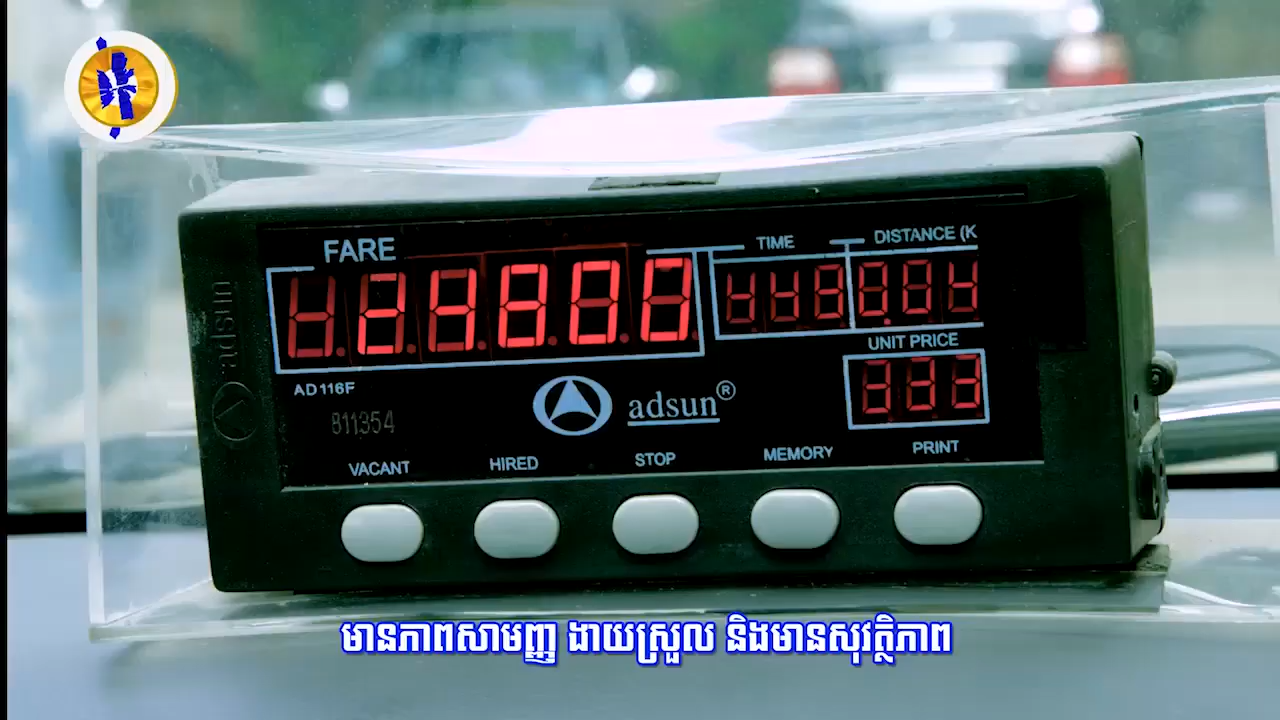 FARE
TIME
DISTANCE (K
UNIT PRICE
adsun
AD116F
811354
adsun®
VACANT
HIRED
STOP
MEMORY
PRINT
មានភាពសាមញ្ញ ងាយស្រួល និងមានសុវត្ថិភាព